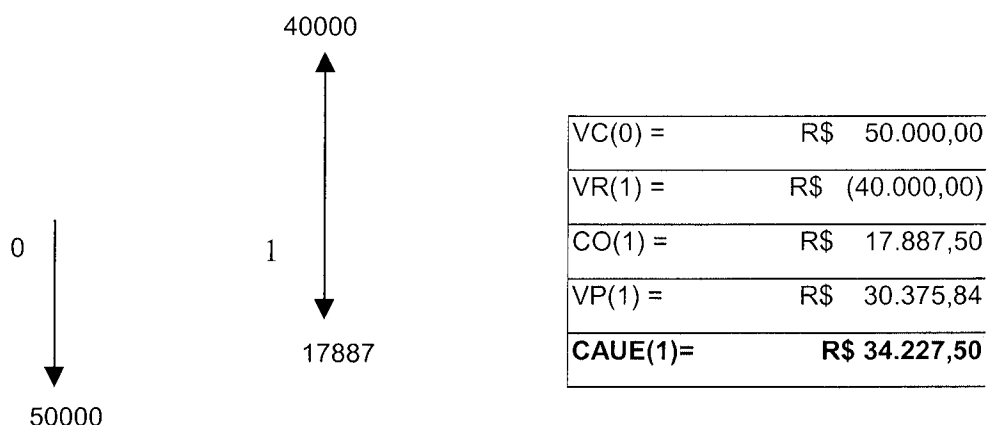 40000
0
1
17887
50000
VC(0) = R$ 50.000,00
VR(1) = R$ (40.000,00)
CO(1) = R$ 17.887,50
VP(1) = R$ 30.375,84
CAUE(1)= R$ 34.227,50